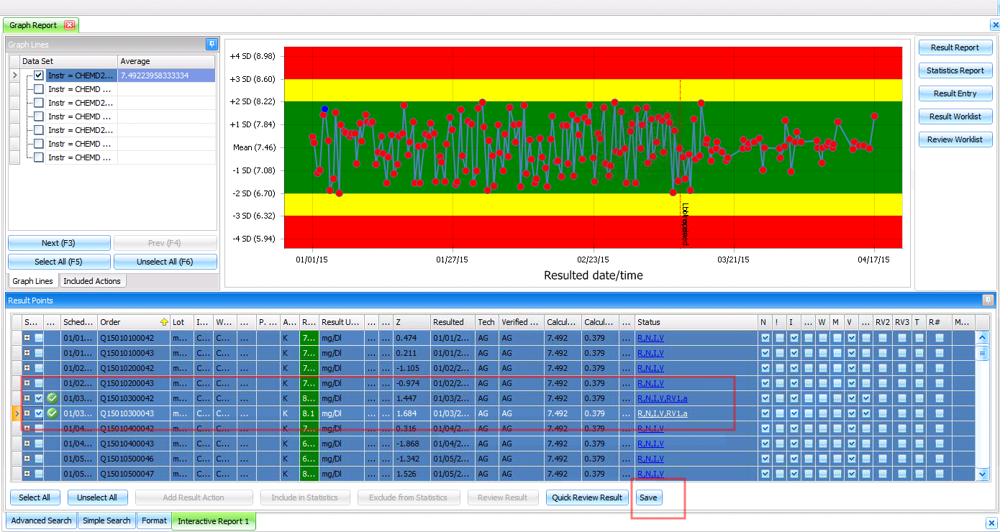 Graph Report
Graph Lines
Data Set Average
Instr = CHEMD2... 7.49223958333334
Instr = CHEMD ...
Instr = CHEMD2...
Instr = CHEMD ...
Instr = CHEMD2...
Instr = CHEMD ...
Instr = CHEMD ...
Next (F3) Prev (F4)
Select All (F5) Unselect All (F6)
Graph Lines Included Actions
+4 SD (8.98)
+3 SD (8.60)
+2 SD (8.22)
+1 SD (7.84)
Mean (7.46)
-1 SD (7.08)
-2 SD (6.70)
-3 SD (6.32)
-4 SD (5.94)
01/01/15 01/27/15 02/23/15 03/21/15 04/17/15
Resulted date/time
Result Report
Statistics Report
Result Entry
Result Worklist
Review Worklist
Result Points
S... ... Sched... Order Lot I... W... ... P. ... A... R... Result U... ... ... Z Resulted Tech Verified ... Calcul... Calcul... ... Status N ! I ... W M V ... RV2 RV3 T R# M...
01/01... Q15010100042 m... C... C... ... K 7... mg/Dl ... ... 0.474 01/01/2... AG AG 7.492 0.379 ... R,N,I,V
01/01... Q15010100043 m... C... C... ... K 7... mg/Dl ... ... 0.211 01/01/2... AG AG 7.492 0.379 ... R,N,I,V
01/02... Q15010200042 m... C... C... ... K 7... mg/Dl ... ... -1.105 01/02/2... AG AG 7.492 0.379 ... R,N,I,V
01/02... Q15010200043 m... C... C... ... K 7... mg/Dl ... ... -0.974 01/02/2... AG AG 7.492 0.379 ... R,N,I,V
01/03... Q15010300042 m... C... C... ... K 8... mg/Dl ... ... 1.447 01/03/2... AG AG 7.492 0.379 ... R,N,I,V,RV1,a
01/03... Q15010300043 m... C... C... ... K 8.1 mg/Dl ... ... 1.684 01/03/2... AG AG 7.492 0.379 ... R,N,I,V,RV1,a
01/04... Q15010400042 m... C... C... ... K 7... mg/Dl ... ... 0.316 01/04/2... AG AG 7.492 0.379 ... R,N,I,V
01/04... Q15010400043 m... C... C... ... K 6... mg/Dl ... ... -1.868 01/04/2... AG AG 7.492 0.379 ... R,N,I,V
01/05... Q15010500046 m... C... C... ... K 6... mg/Dl ... ... -1.342 01/05/2... AG AG 7.492 0.379 ... R,N,I,V
01/05... Q15010500047 m... C... C... ... K 8... mg/Dl ... ... 1.526 01/05/2... AG AG 7.492 0.379 ... R,N,I,V
Select All Unselect All Add Result Action Include in Statistics Exclude from Statistics Review Result Quick Review Result Save
Advanced Search Simple Search Format Interactive Report 1